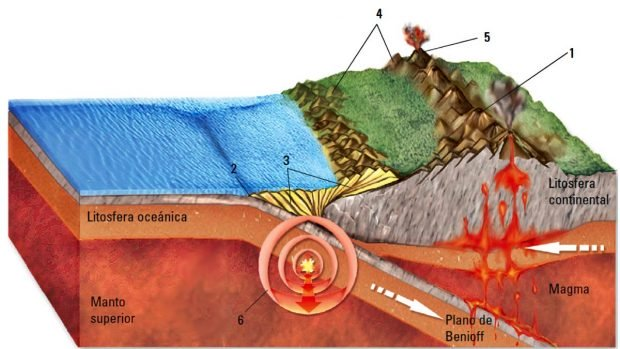 4
5
1
2
3
Litosfera
continental
Litosfera oceánica
Magma
Manto
superior
6
Plano de
Benioff